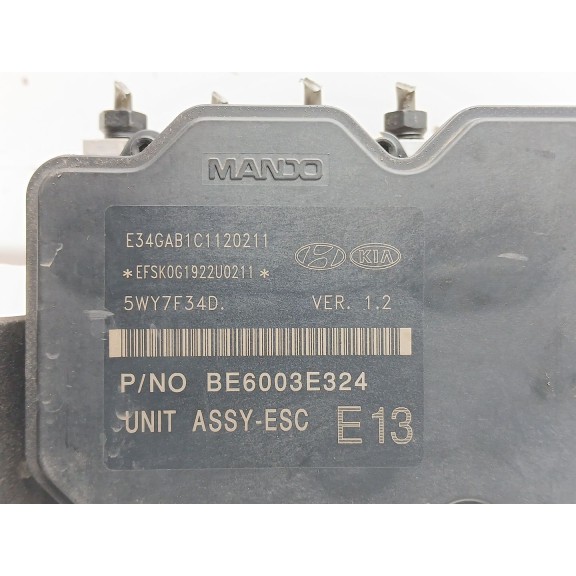 MANDO
E34GAB1C1120211
*EFSK0G1922U0211*
KIA
5WY7F34D. VER. 1.2
P/NO BE6003E324
UNIT ASSY-ESC E13